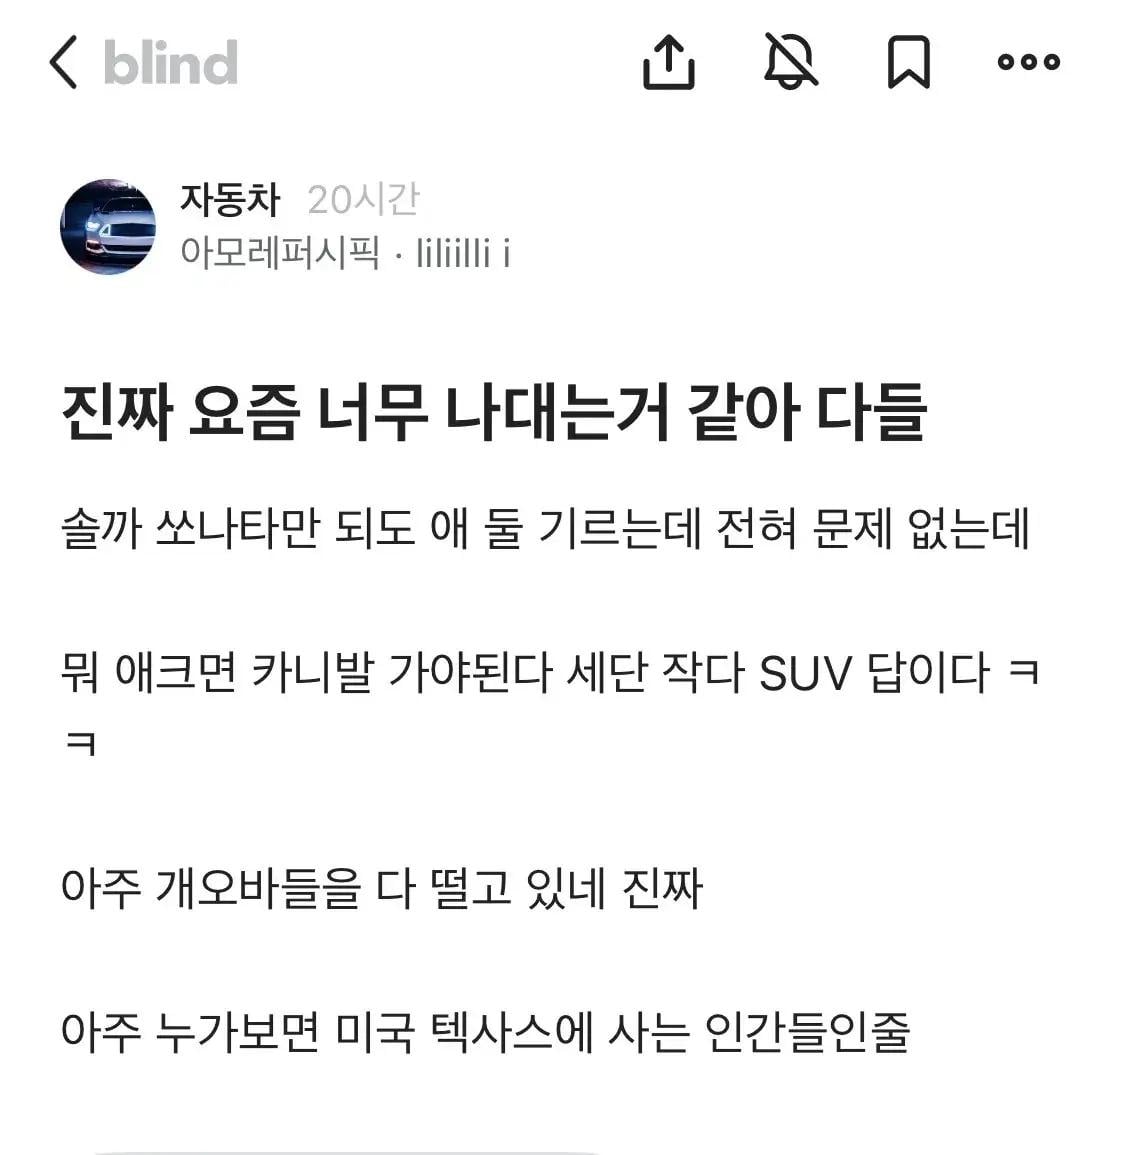 blind
자동차 20시간
아모레퍼시픽 · liliilli i
진짜 요즘 너무 나대는거 같아 다들
솔까 쏘나타만 되도 애 둘 기르는데 전혀 문제 없는데
뭐 애크면 카니발 가야된다 세단 작다 SUV 답이다 ㅋ
ㅋ
아주 개오바들을 다 떨고 있네 진짜
아주 누가보면 미국 텍사스에 사는 인간들인줄